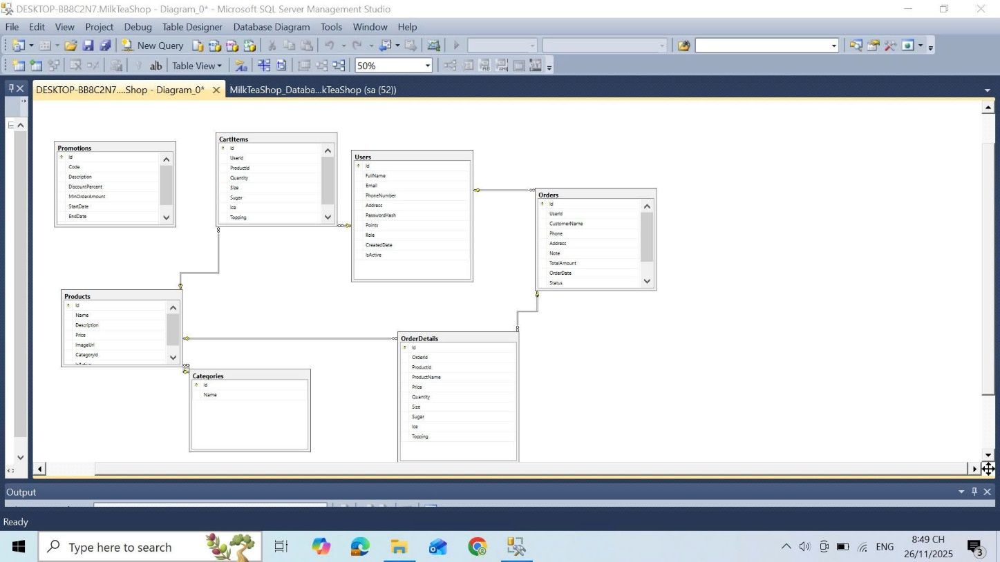 DESKTOP-BB8C2N7.MilkTeaShop - Diagram_0* - Microsoft SQL Server Management Studio
File Edit View Project Debug Table Designer Database Diagram Tools Window Help
New Query
ab| Table View 50%
DESKTOP-BB8C2N7....Shop - Diagram_0* MilkTeaShop_Databa...kTeaShop (sa (52))
Promotions
Id
Code
Description
DiscountPercent
MinOrderAmount
StartDate
EndDate
CartItems
Id
UserId
ProductId
Quantity
Size
Sugar
Ice
Topping
Users
Id
FullName
Email
PhoneNumber
Address
PasswordHash
Points
Role
CreatedDate
IsActive
Orders
Id
UserId
CustomerName
Phone
Address
Note
TotalAmount
OrderDate
Status
Products
Id
Name
Description
Price
ImageUrl
CategoryId
IsActive
Categories
Id
Name
OrderDetails
Id
OrderId
ProductId
ProductName
Price
Quantity
Size
Sugar
Ice
Topping
Output
Ready
Type here to search
ENG
8:49 CH
26/11/2025
3